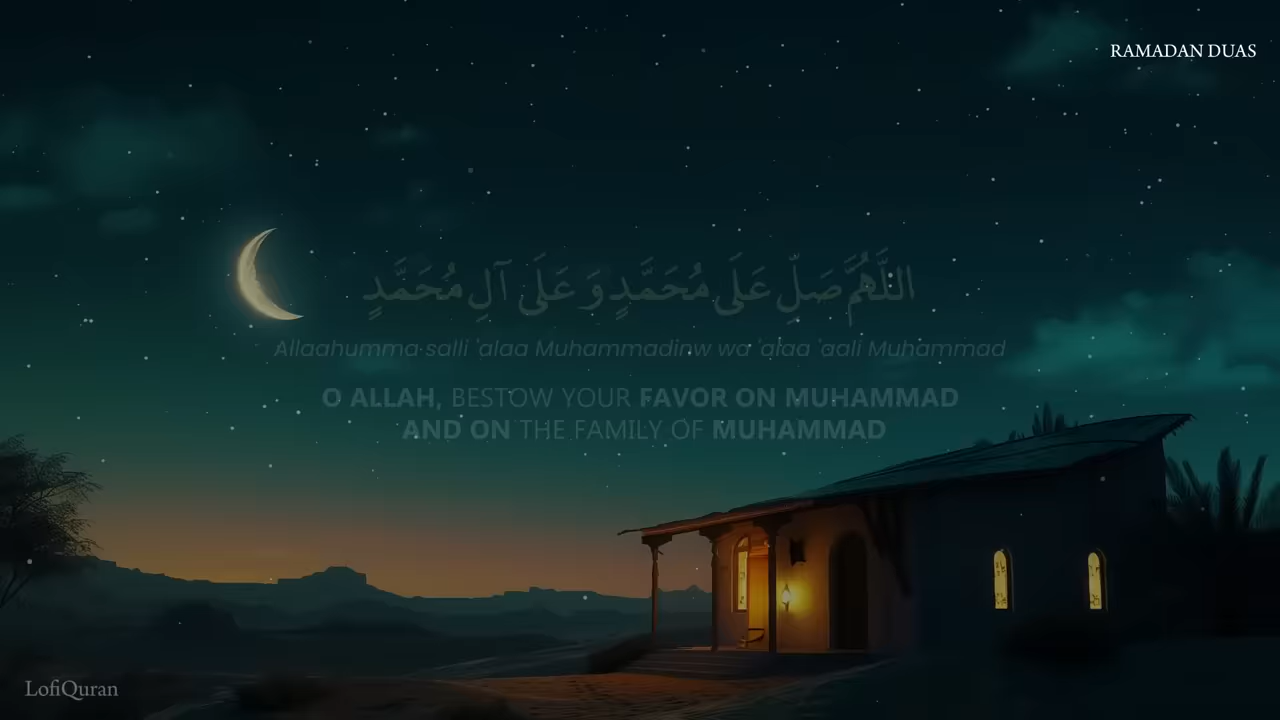 RAMADAN DUAS
اللَّهُمَّ صَلِّ عَلَى مُحَمَّدٍ وَ عَلَى آلِ مُحَمَّدٍ
Allaahumma salli 'alaa Muhammadinw wa 'alaa 'aali Muhammad
O ALLAH, BESTOW YOUR FAVOR ON MUHAMMAD
AND ON THE FAMILY OF MUHAMMAD
LofiQuran